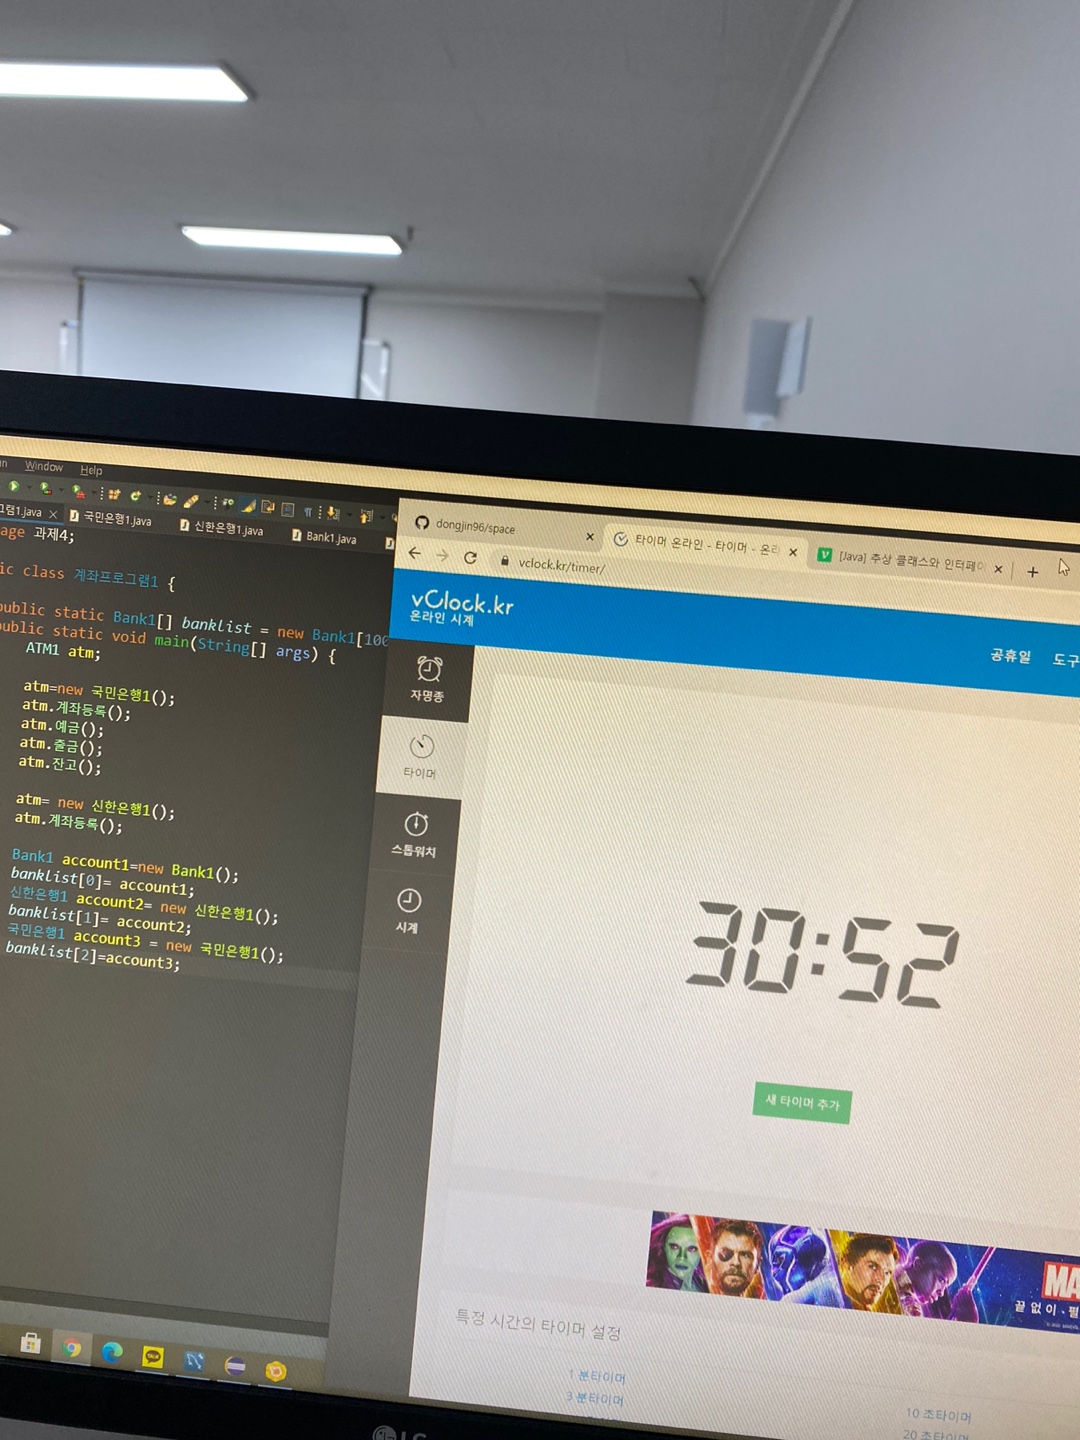 Window Help
그램1.java
국민은행1.java
신한은행1.java
Bank1.java
age 과제4;
ic class 계좌프로그램1 {
public static Bank1[] banklist = new Bank1[100
public static void main(String[] args) {
ATM1 atm;
atm=new 국민은행1();
atm.계좌등록();
atm.예금();
atm.출금();
atm.잔고();
atm= new 신한은행1();
atm.계좌등록();
Bank1 account1=new Bank1();
banklist[0]= account1;
신한은행1 account2= new 신한은행1();
banklist[1]= account2;
국민은행1 account3 = new 국민은행1();
banklist[2]=account3;
dongjin96/space
타이머 온라인 - 타이머 - 온라
[Java] 추상 클래스와 인터페이
vclock.kr/timer/
vClock.kr
온라인 시계
공휴일 도구
자명종
타이머
스톱워치
시계
30:52
새 타이머 추가
MA
끝없이 펼
특정 시간의 타이머 설정
1 분타이머
3 분타이머
10 초타이머
20 초타이머
TALK
LG